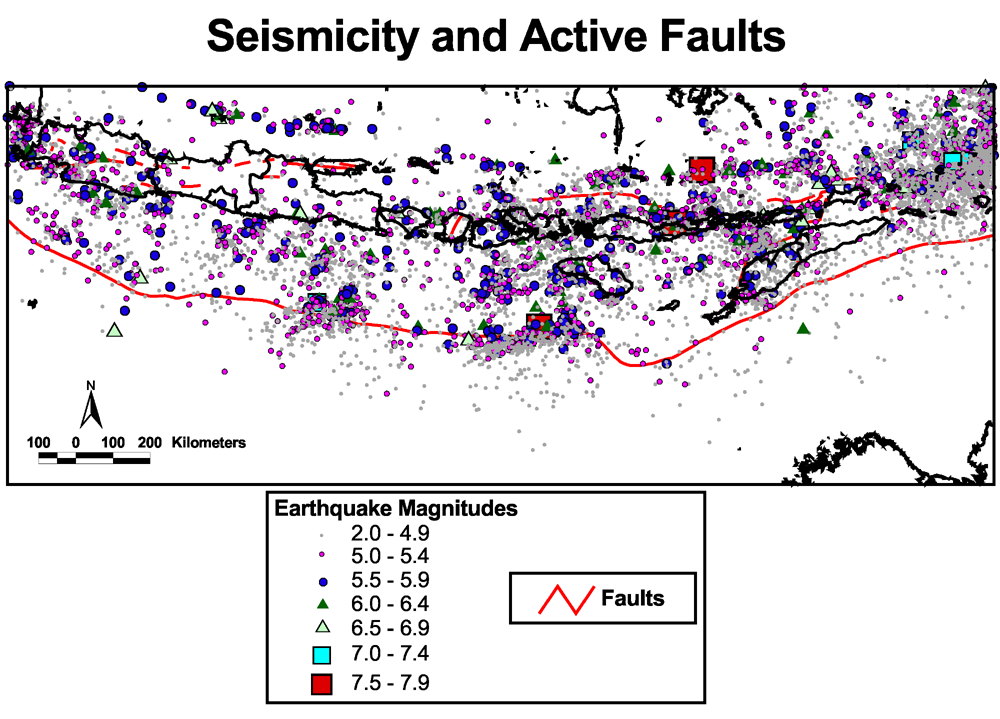 Seismicity and Active Faults
N
100 0 100 200 Kilometers
Earthquake Magnitudes
2.0 - 4.9
5.0 - 5.4
5.5 - 5.9
6.0 - 6.4
6.5 - 6.9
7.0 - 7.4
7.5 - 7.9
Faults